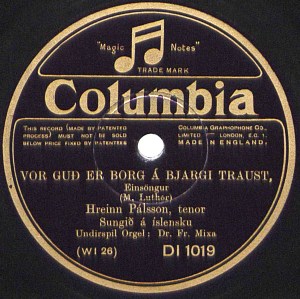 "Magic Notes"
TRADE MARK
Columbia
THIS RECORD (MADE BY PATENTED
PROCESS) MUST NOT BE SOLD
BELOW PRICE FIXED BY PATENTEES
COLUMBIA GRAPHOPHONE CO.,
LIMITED — LONDON, E.C. 1.
MADE IN ENGLAND.
VOR GUÐ ER BORG Á BJARGI TRAUST,
Einsöngur
(M. Luther)
Hreinn Pálsson, tenor
Sungið á íslensku
Undirspil Orgel: Dr. Fr. Mixa
(WI 26)
DI 1019